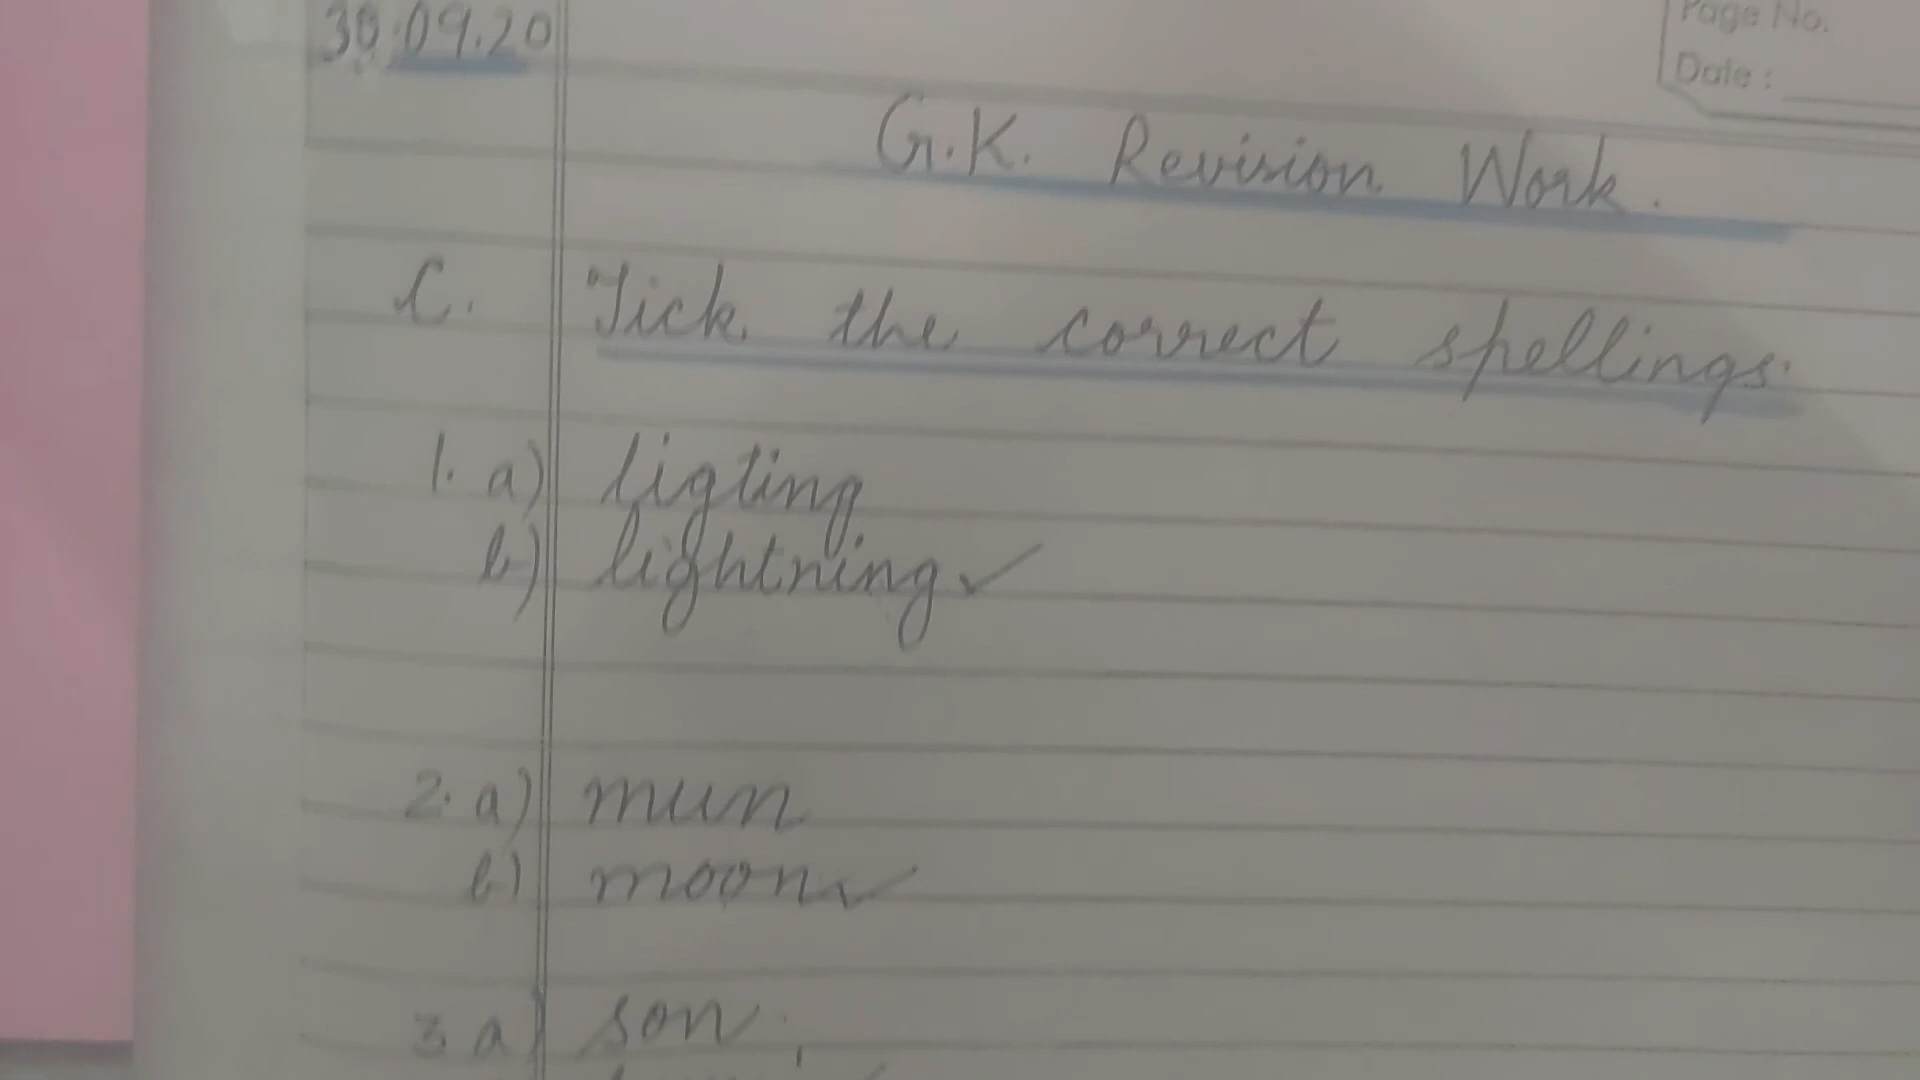 30.09.20
Page No.
Date :
G.K. Revision Work.
C. Tick the correct spellings.
1. a) ligting
b) lightning ✓
2. a) mun
b) moon ✓
3 a) son